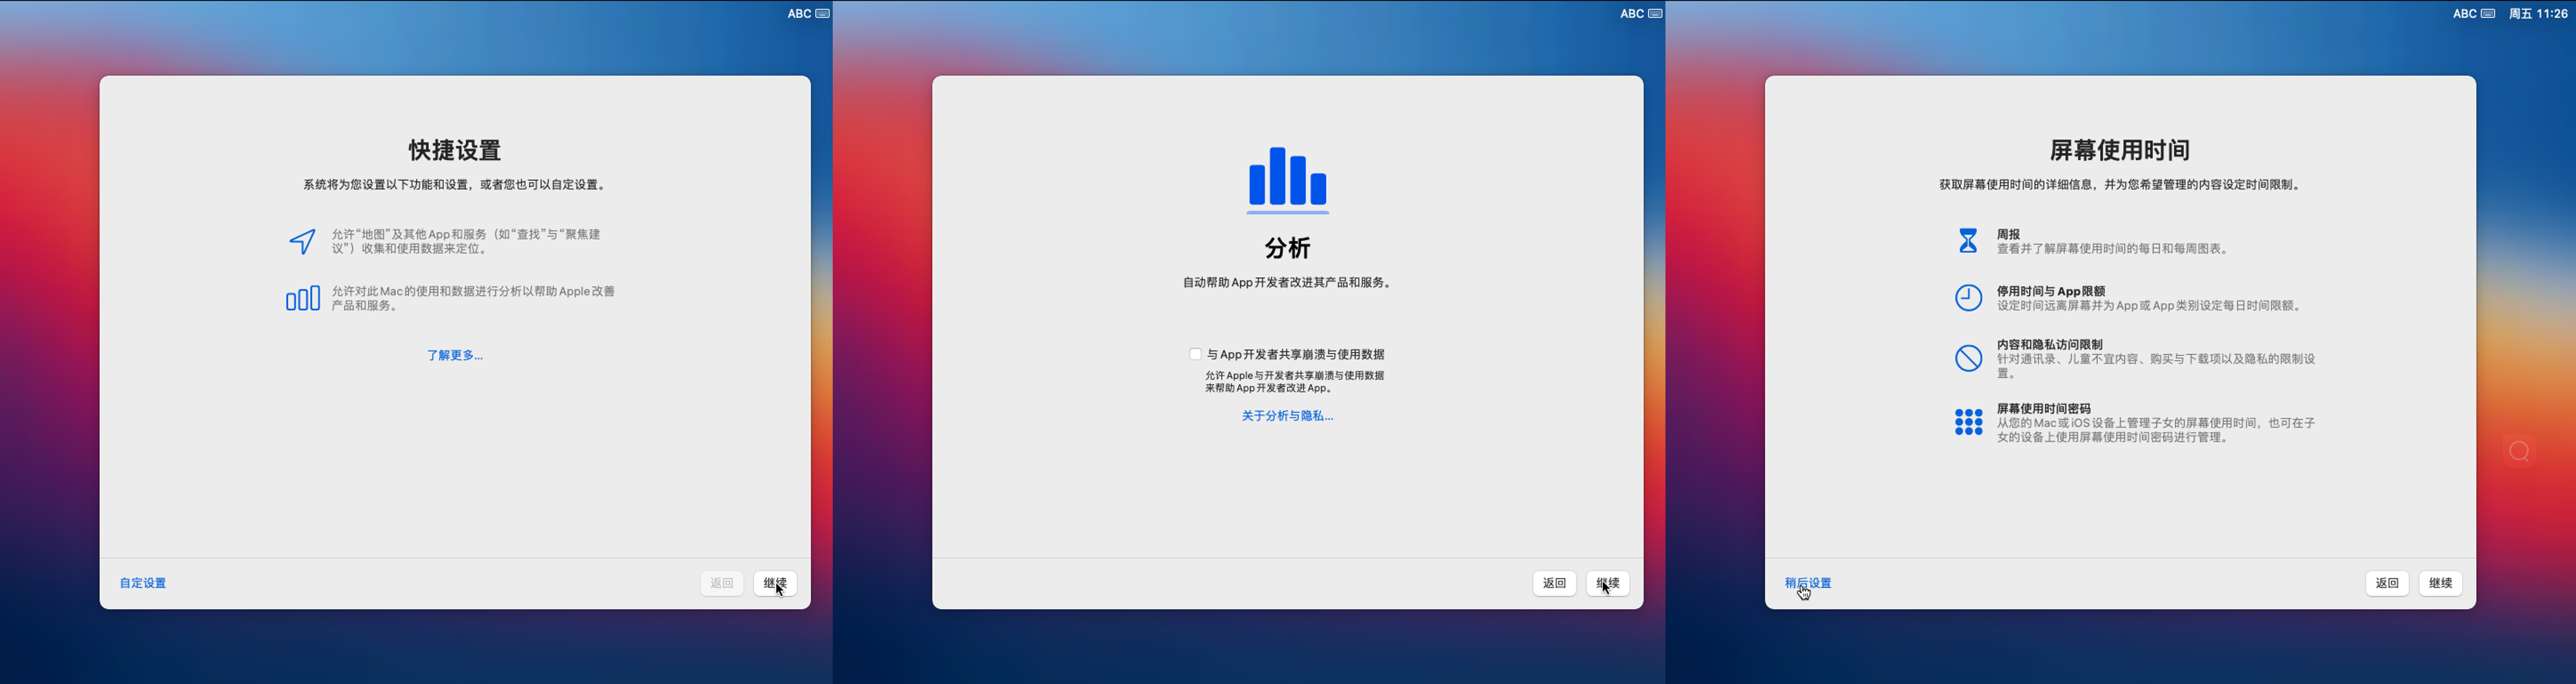 ABC
快捷设置
系统将为您设置以下功能和设置，或者您也可以自定设置。
允许“地图”及其他App和服务（如“查找”与“聚焦建
议”）收集和使用数据来定位。
允许对此Mac的使用和数据进行分析以帮助Apple改善
产品和服务。
了解更多...
自定设置
返回
继续
ABC
分析
自动帮助App开发者改进其产品和服务。
与App开发者共享崩溃与使用数据
允许Apple与开发者共享崩溃与使用数据
来帮助App开发者改进App。
关于分析与隐私...
返回
继续
ABC 周五 11:26
屏幕使用时间
获取屏幕使用时间的详细信息，并为您希望管理的内容设定时间限制。
周报
查看并了解屏幕使用时间的每日和每周图表。
停用时间与App限额
设定时间远离屏幕并为App或App类别设定每日时间限额。
内容和隐私访问限制
针对通讯录、儿童不宜内容、购买与下载项以及隐私的限制设
置。
屏幕使用时间密码
从您的Mac或iOS设备上管理子女的屏幕使用时间，也可在子
女的设备上使用屏幕使用时间密码进行管理。
稍后设置
返回
继续